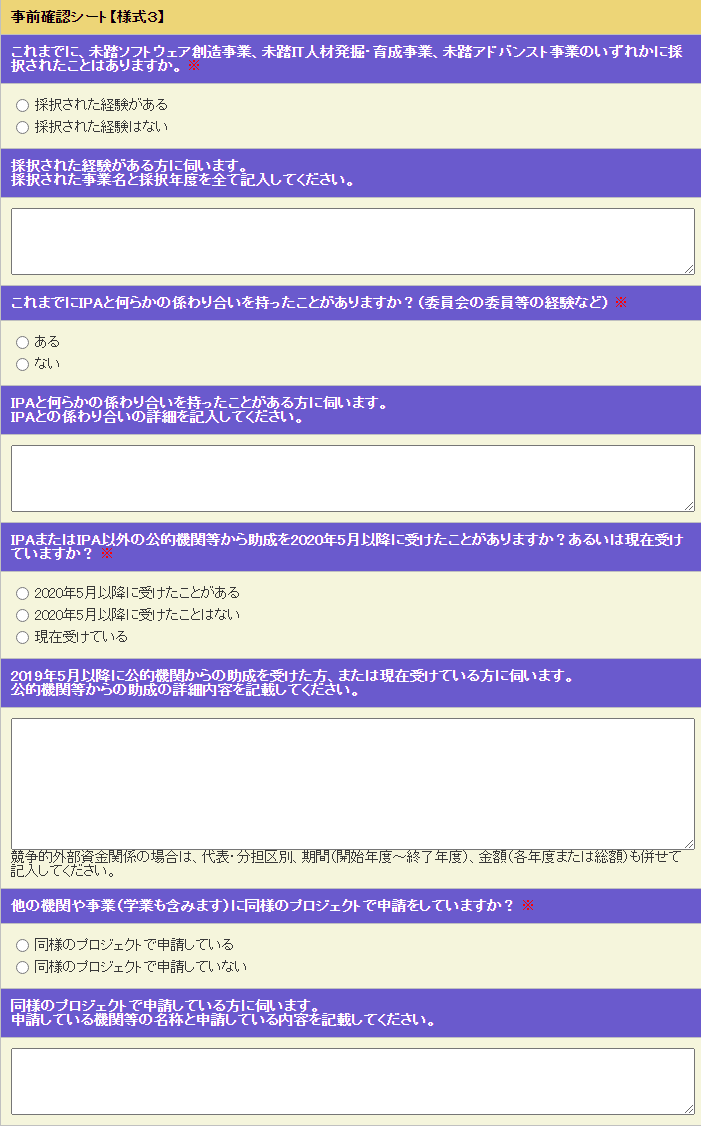 事前確認シート【様式３】
これまでに、未踏ソフトウェア創造事業、未踏IT人材発掘・育成事業、未踏アドバンスト事業のいずれかに採
択されたことはありますか。 ※
採択された経験がある
採択された経験はない
採択された経験がある方に伺います。
採択された事業名と採択年度を全て記入してください。
これまでにIPAと何らかの係わり合いを持ったことがありますか？（委員会の委員等の経験など） ※
ある
ない
IPAと何らかの係わり合いを持ったことがある方に伺います。
IPAとの係わり合いの詳細を記入してください。
IPAまたはIPA以外の公的機関等から助成を2020年5月以降に受けたことがありますか？あるいは現在受け
ていますか？ ※
2020年5月以降に受けたことがある
2020年5月以降に受けたことはない
現在受けている
2019年5月以降に公的機関からの助成を受けた方、または現在受けている方に伺います。
公的機関等からの助成の詳細内容を記載してください。
競争的外部資金関係の場合は、代表・分担区別、期間（開始年度～終了年度）、金額（各年度または総額）も併せて
記入してください。
他の機関や事業（学業も含みます）に同様のプロジェクトで申請をしていますか？ ※
同様のプロジェクトで申請している
同様のプロジェクトで申請していない
同様のプロジェクトで申請している方に伺います。
申請している機関等の名称と申請している内容を記載してください。